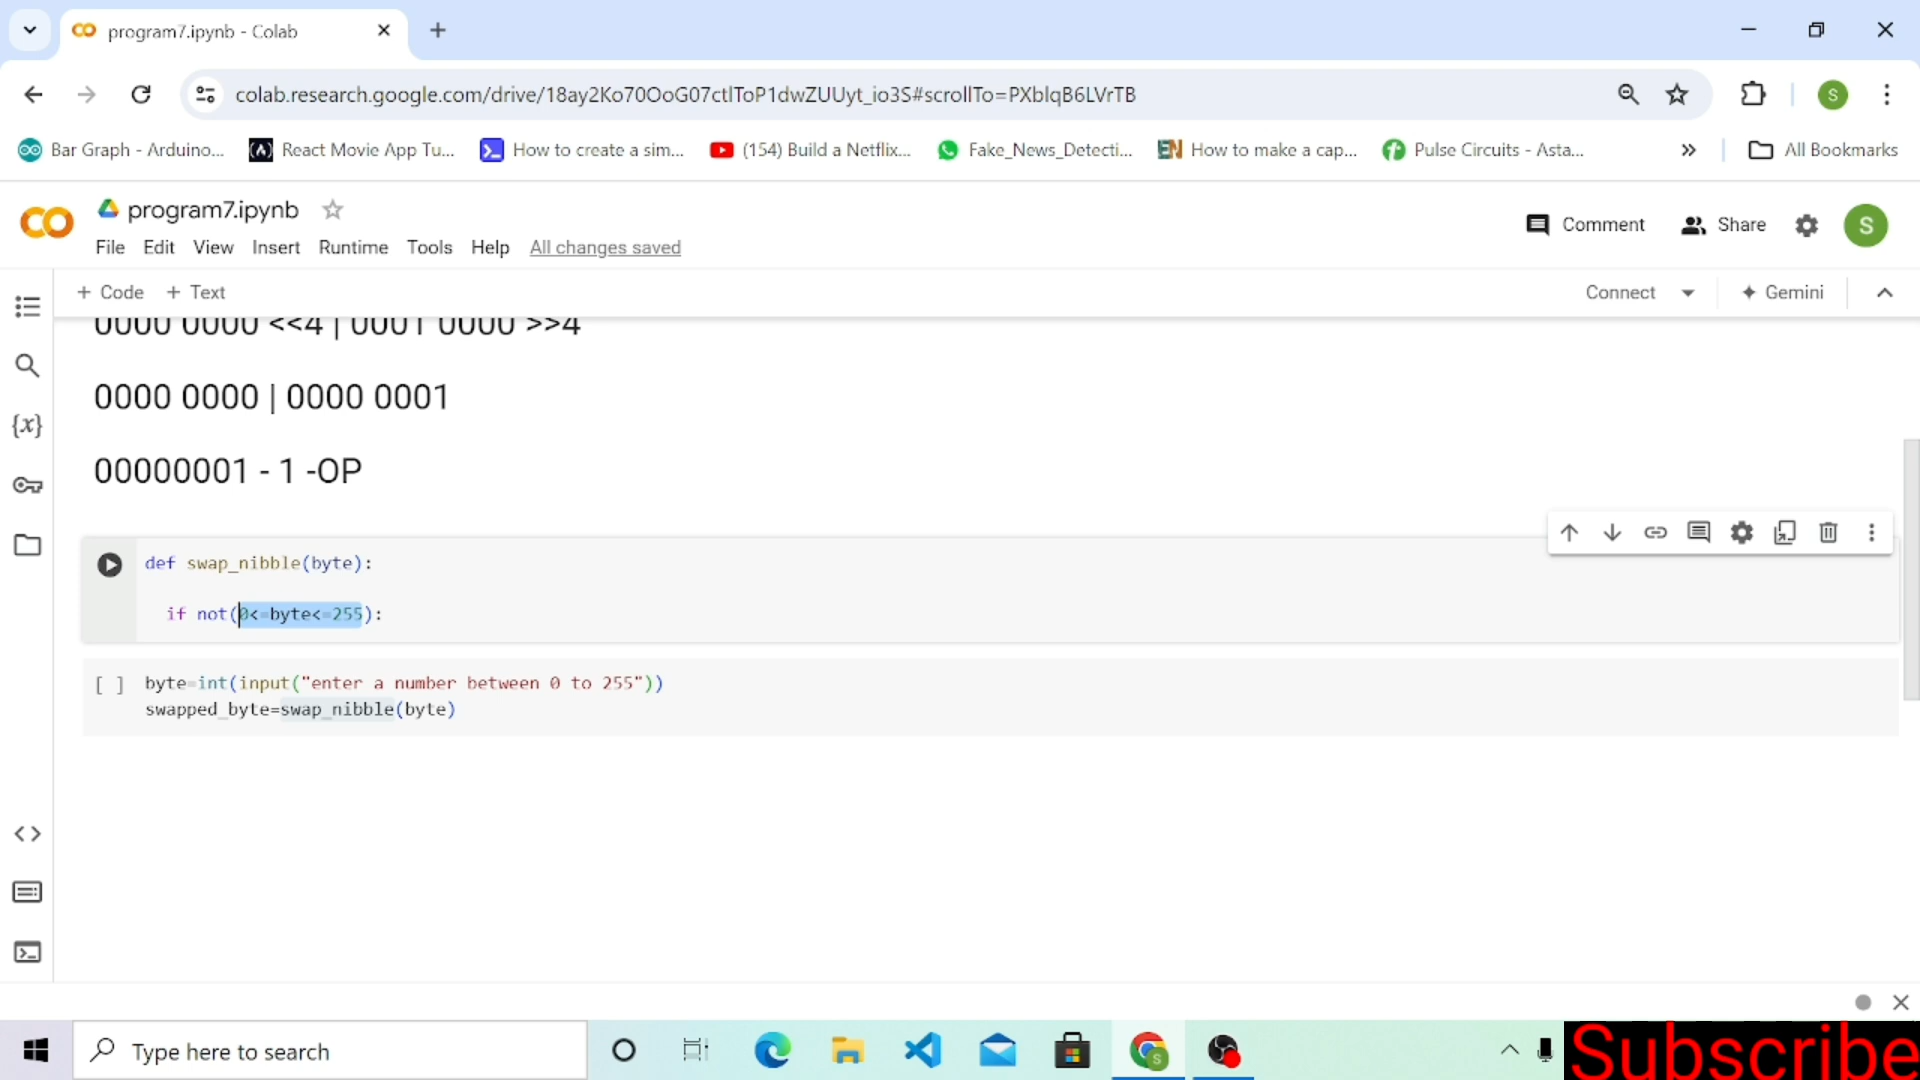 program7.ipynb - Colab
colab.research.google.com/drive/18ay2Ko70OoG07ctlToP1dwZUUyt_io3S#scrollTo=PXblqB6LVrTB
S
Bar Graph - Arduino...
React Movie App Tu...
How to create a sim...
(154) Build a Netflix...
Fake_News_Detecti...
How to make a cap...
Pulse Circuits - Asta...
All Bookmarks
program7.ipynb
Comment
Share
S
File Edit View Insert Runtime Tools Help All changes saved
+ Code + Text
Connect
Gemini
0000 0000 <<4 | 0001 0000 >>4
0000 0000 | 0000 0001
00000001 - 1 -OP
def swap_nibble(byte):
if not(0<=byte<=255):
[ ] byte=int(input("enter a number between 0 to 255"))
swapped_byte=swap_nibble(byte)
Type here to search
Subscribe